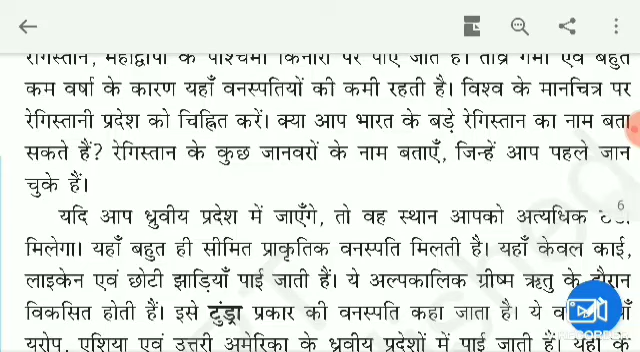 रेगिस्तान, महाद्वीपों के पश्चिमी किनारों पर पाए जाते हैं। तीव्र गर्मी एवं बहुत
कम वर्षा के कारण यहाँ वनस्पतियों की कमी रहती है। विश्व के मानचित्र पर
रेगिस्तानी प्रदेश को चिह्नित करें। क्या आप भारत के बड़े रेगिस्तान का नाम बता
सकते हैं? रेगिस्तान के कुछ जानवरों के नाम बताएँ, जिन्हें आप पहले जान
चुके हैं।
6
यदि आप ध्रुवीय प्रदेश में जाएँगे, तो वह स्थान आपको अत्यधिक
मिलेगा। यहाँ बहुत ही सीमित प्राकृतिक वनस्पति मिलती है। यहाँ केवल काई,
लाइकेन एवं छोटी झाड़ियाँ पाई जाती हैं। ये अल्पकालिक ग्रीष्म ऋतु के दौरान
विकसित होती हैं। इसे टुंड्रा प्रकार की वनस्पति कहा जाता है। ये
यूरोप, एशिया एवं उत्तरी अमेरिका के ध्रुवीय प्रदेशों में पाई जाती हैं। यहाँ के